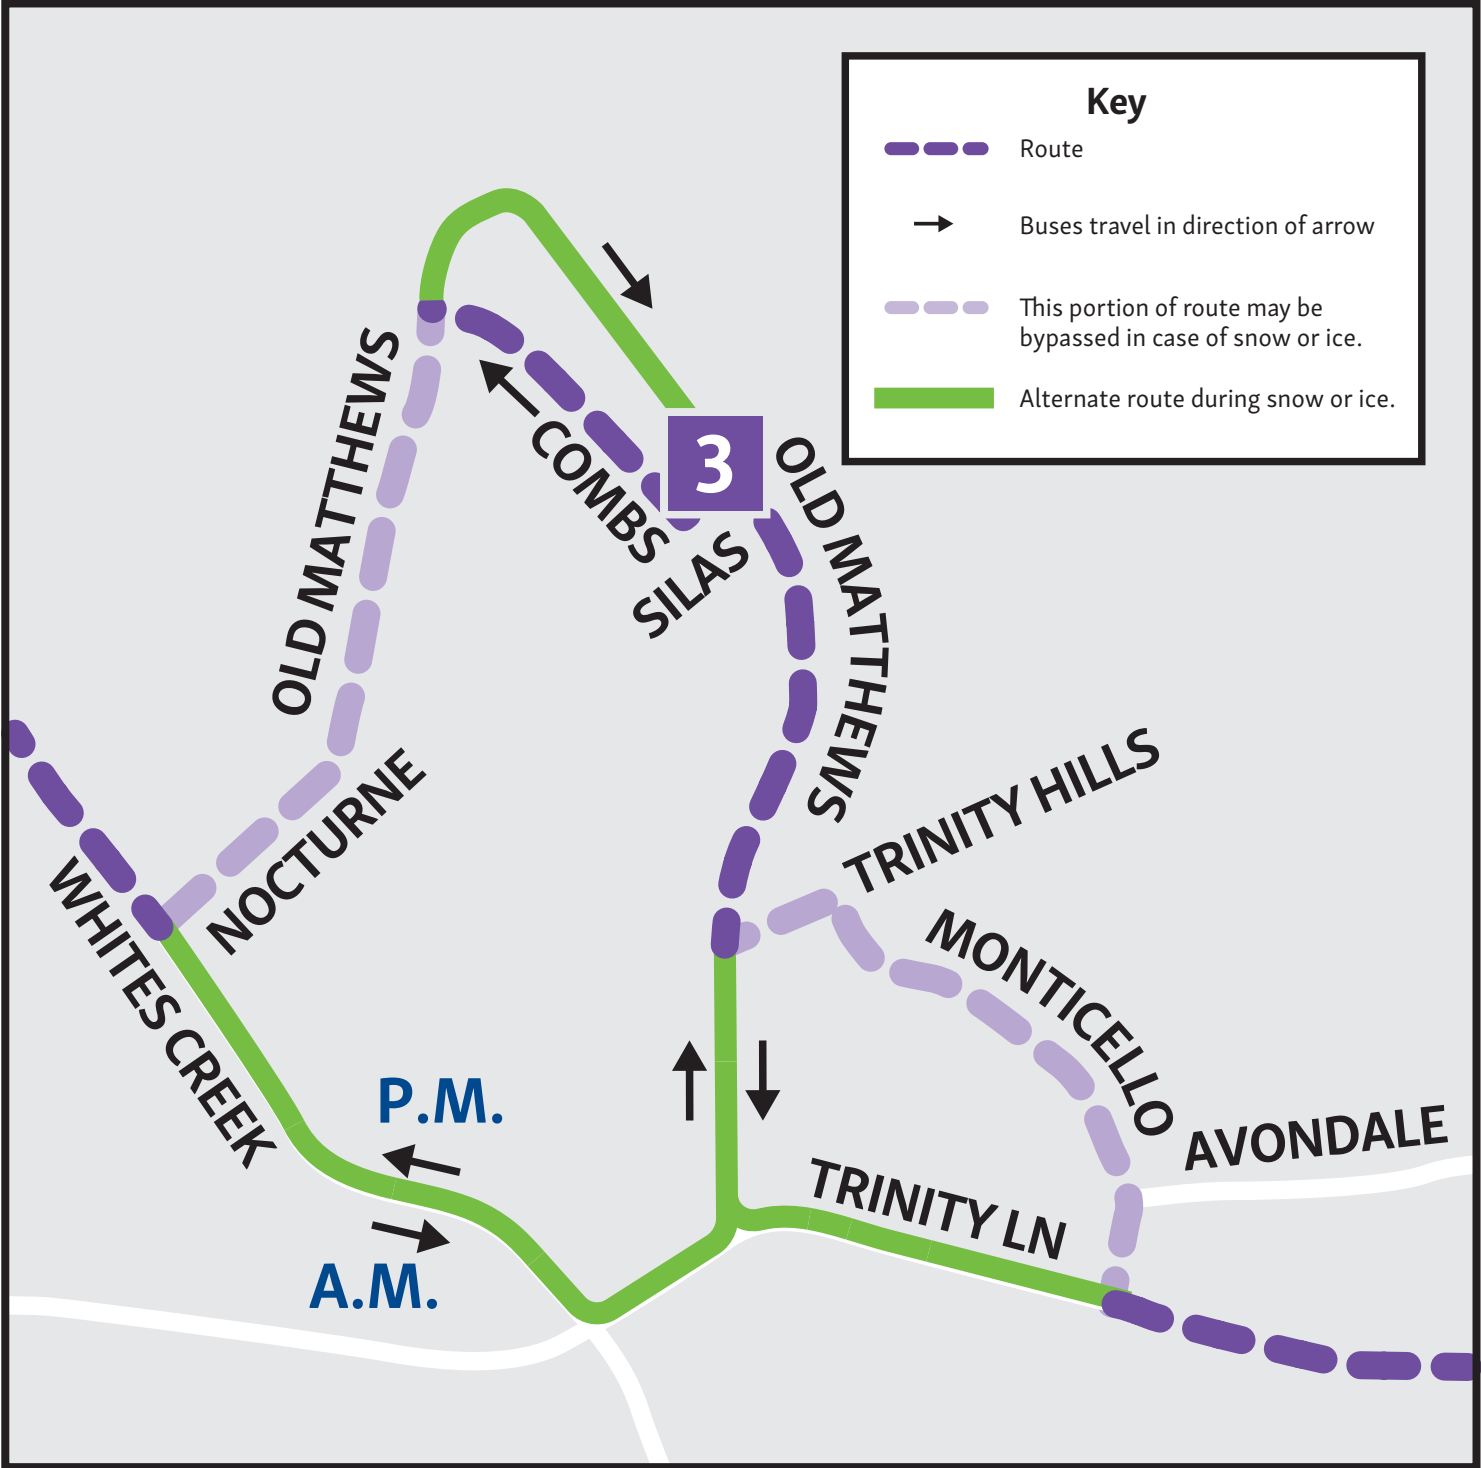 Key
Route
Buses travel in direction of arrow
This portion of route may be
bypassed in case of snow or ice.
Alternate route during snow or ice.
OLD MATTHEWS
COMBS
3
SILAS
OLD MATTHEWS
NOCTURNE
WHITES CREEK
TRINITY HILLS
MONTICELLO
P.M.
A.M.
TRINITY LN
AVONDALE